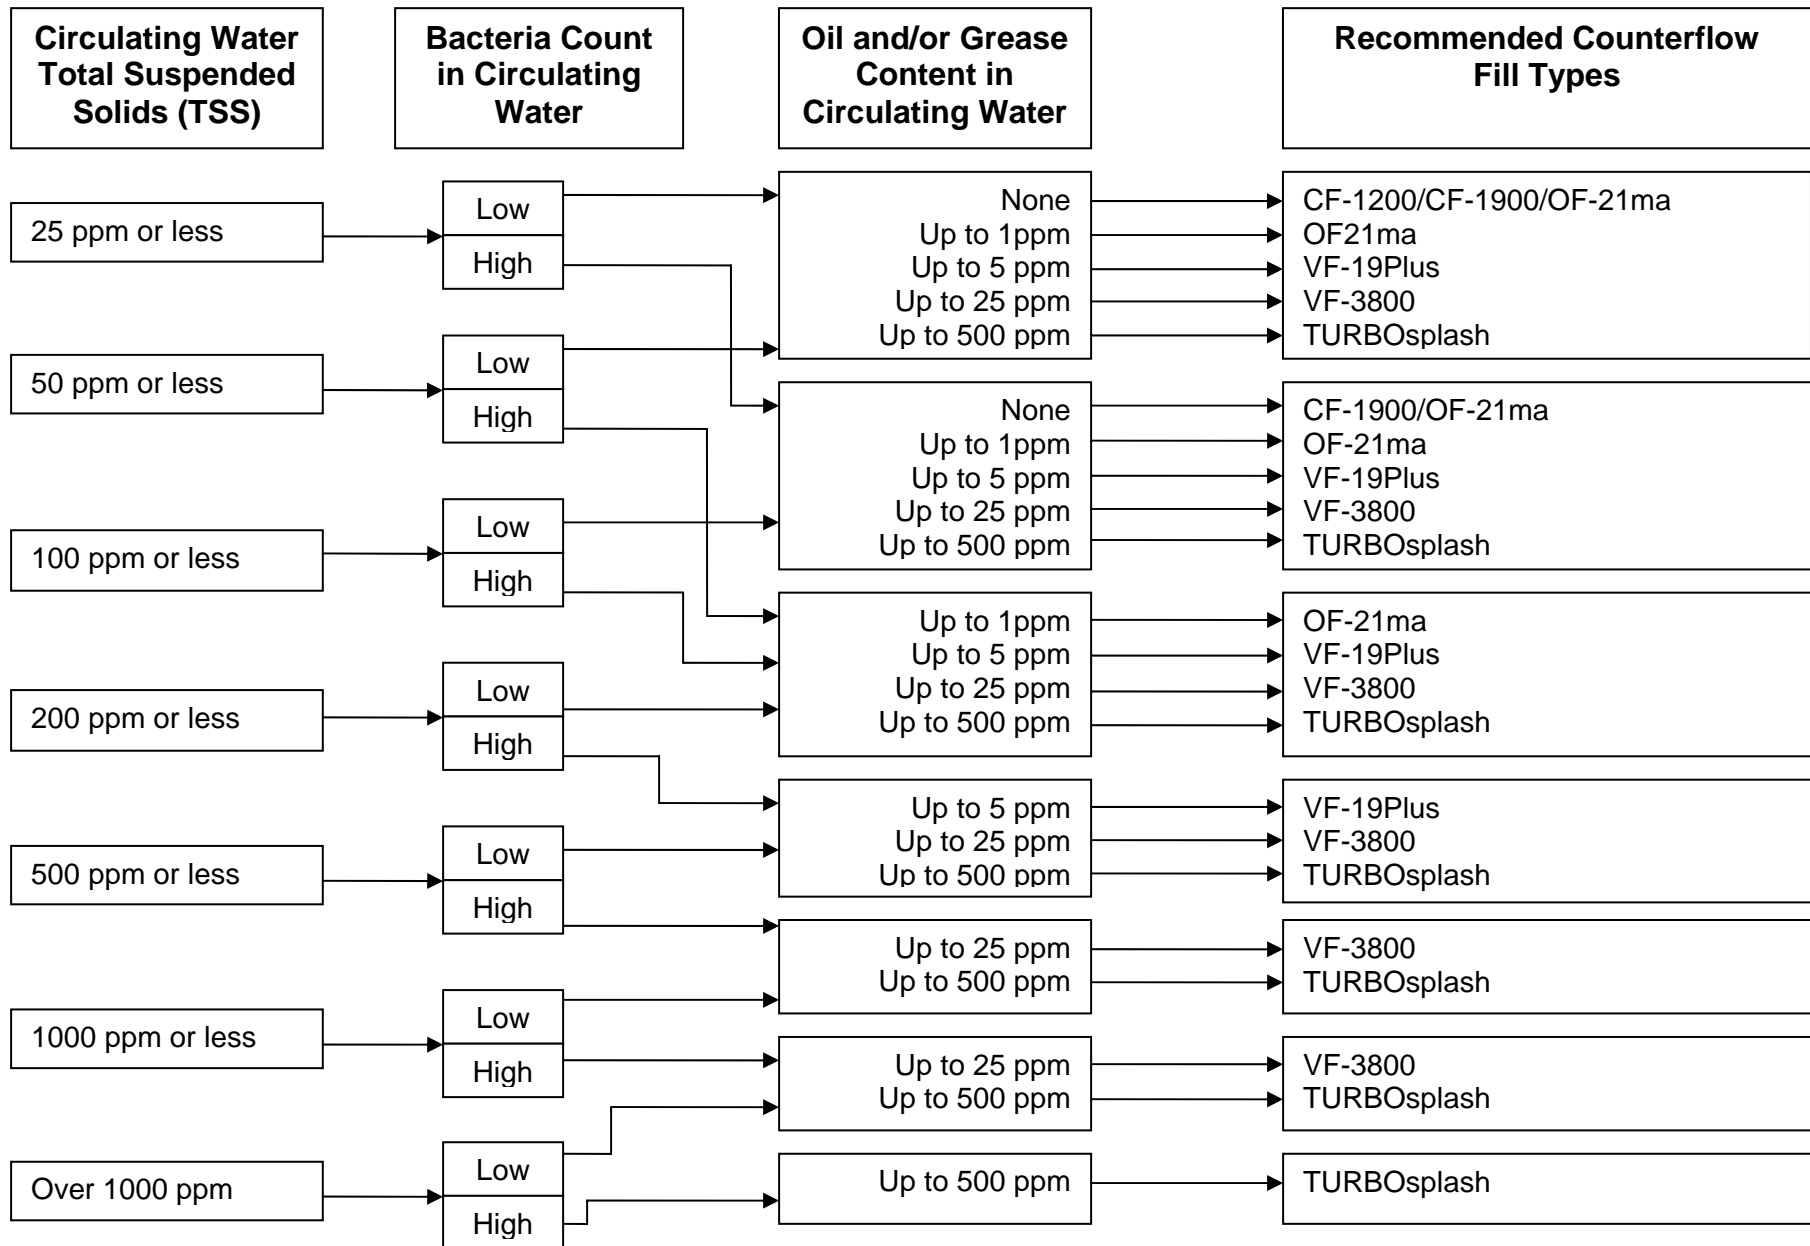 Circulating Water
Total Suspended
Solids (TSS)
Bacteria Count
in Circulating
Water
Oil and/or Grease
Content in
Circulating Water
Recommended Counterflow
Fill Types
25 ppm or less
Low
High
None
Up to 1ppm
Up to 5 ppm
Up to 25 ppm
Up to 500 ppm
CF-1200/CF-1900/OF-21ma
OF21ma
VF-19Plus
VF-3800
TURBOsplash
50 ppm or less
Low
High
None
Up to 1ppm
Up to 5 ppm
Up to 25 ppm
Up to 500 ppm
CF-1900/OF-21ma
OF-21ma
VF-19Plus
VF-3800
TURBOsplash
100 ppm or less
Low
High
Up to 1ppm
Up to 5 ppm
Up to 25 ppm
Up to 500 ppm
OF-21ma
VF-19Plus
VF-3800
TURBOsplash
200 ppm or less
Low
High
Up to 5 ppm
Up to 25 ppm
Up to 500 ppm
VF-19Plus
VF-3800
TURBOsplash
500 ppm or less
Low
High
Up to 25 ppm
Up to 500 ppm
VF-3800
TURBOsplash
1000 ppm or less
Low
High
Up to 25 ppm
Up to 500 ppm
VF-3800
TURBOsplash
Over 1000 ppm
Low
High
Up to 500 ppm
TURBOsplash